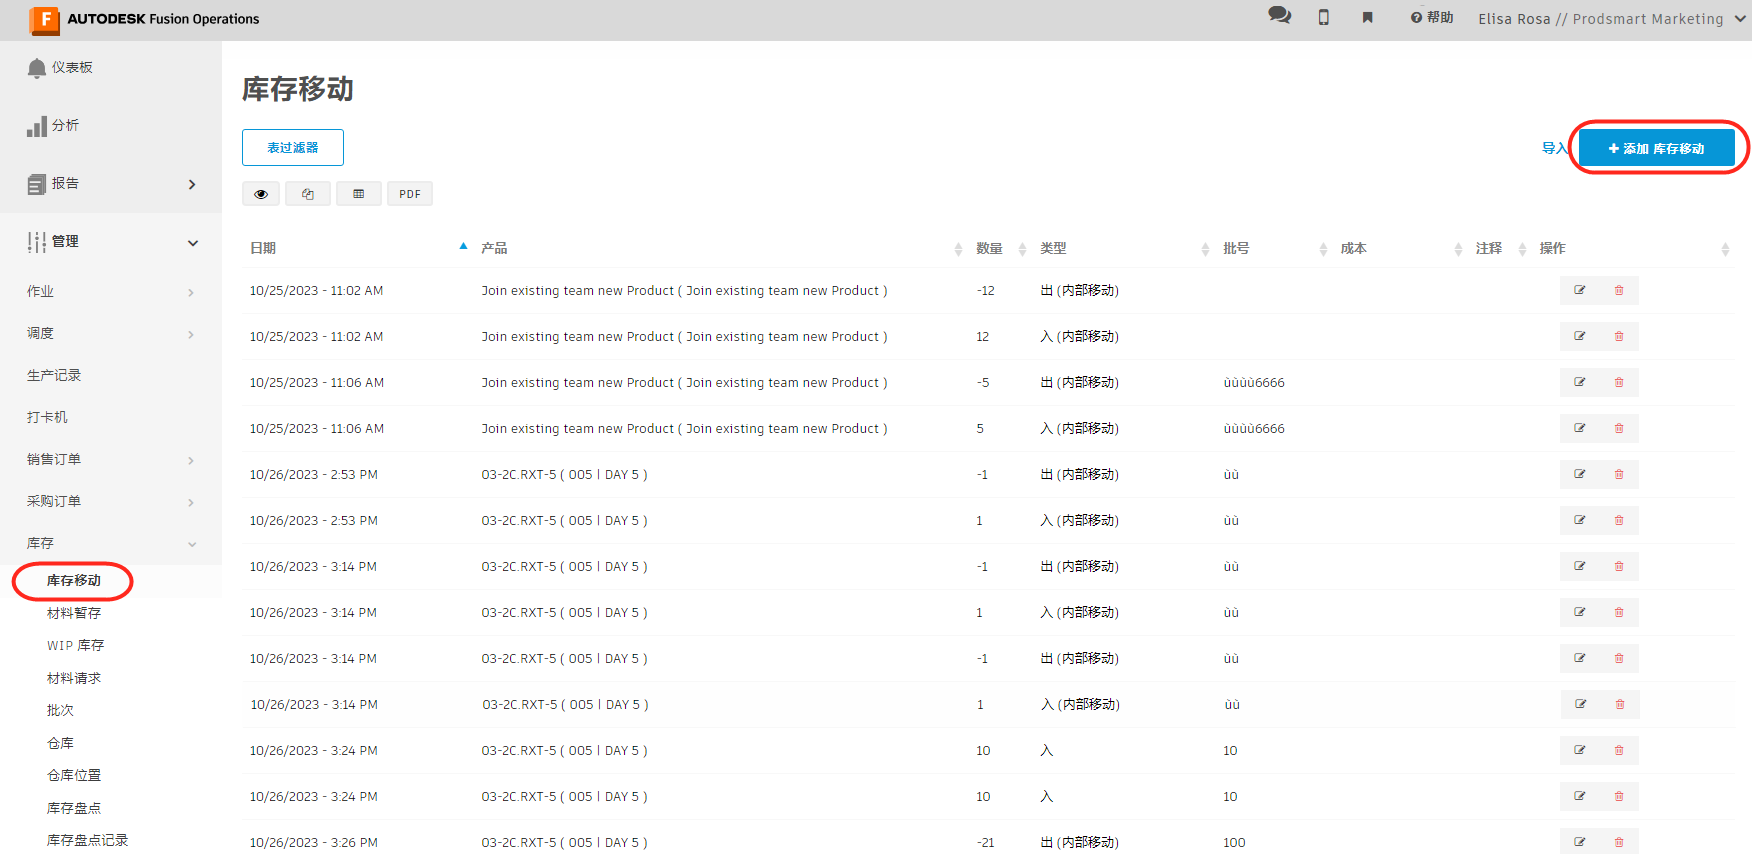 AUTODESK Fusion Operations
帮助 Elisa Rosa // Prodsmart Marketing
仪表板
分析
报告
管理
作业
调度
生产记录
打卡机
销售订单
采购订单
库存
库存移动
材料暂存
WIP 库存
材料请求
批次
仓库
仓库位置
库存盘点
库存盘点记录
库存移动
表过滤器
导入
添加 库存移动
PDF
日期 产品 数量 类型 批号 成本 注释 操作
10/25/2023 - 11:02 AM Join existing team new Product ( Join existing team new Product ) -12 出 (内部移动)
10/25/2023 - 11:02 AM Join existing team new Product ( Join existing team new Product ) 12 入 (内部移动)
10/25/2023 - 11:06 AM Join existing team new Product ( Join existing team new Product ) -5 出 (内部移动) ùùùù6666
10/25/2023 - 11:06 AM Join existing team new Product ( Join existing team new Product ) 5 入 (内部移动) ùùùù6666
10/26/2023 - 2:53 PM 03-2C.RXT-5 ( 005 | DAY 5 ) -1 出 (内部移动) ùù
10/26/2023 - 2:53 PM 03-2C.RXT-5 ( 005 | DAY 5 ) 1 入 (内部移动) ùù
10/26/2023 - 3:14 PM 03-2C.RXT-5 ( 005 | DAY 5 ) -1 出 (内部移动) ùù
10/26/2023 - 3:14 PM 03-2C.RXT-5 ( 005 | DAY 5 ) 1 入 (内部移动) ùù
10/26/2023 - 3:14 PM 03-2C.RXT-5 ( 005 | DAY 5 ) -1 出 (内部移动) ùù
10/26/2023 - 3:14 PM 03-2C.RXT-5 ( 005 | DAY 5 ) 1 入 (内部移动) ùù
10/26/2023 - 3:24 PM 03-2C.RXT-5 ( 005 | DAY 5 ) 10 入 10
10/26/2023 - 3:24 PM 03-2C.RXT-5 ( 005 | DAY 5 ) 10 入 10
10/26/2023 - 3:26 PM 03-2C.RXT-5 ( 005 | DAY 5 ) -21 出 (内部移动) 100